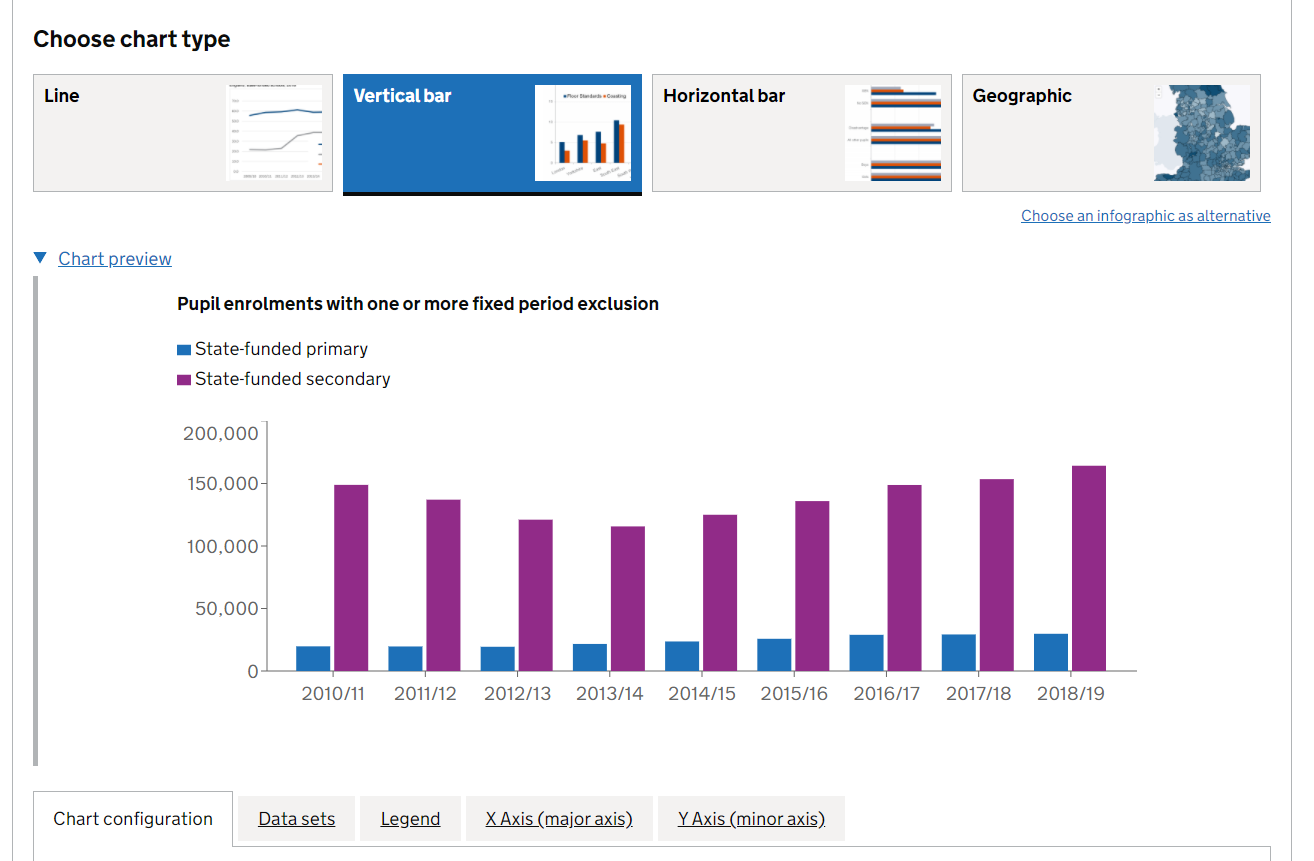 Choose chart type
Line
Vertical bar
Floor Standards Coasting
Horizontal bar
Geographic
Choose an infographic as alternative
Chart preview
Pupil enrolments with one or more fixed period exclusion
State-funded primary
State-funded secondary
200,000
150,000
100,000
50,000
0
2010/11 2011/12 2012/13 2013/14 2014/15 2015/16 2016/17 2017/18 2018/19
Chart configuration Data sets Legend X Axis (major axis) Y Axis (minor axis)